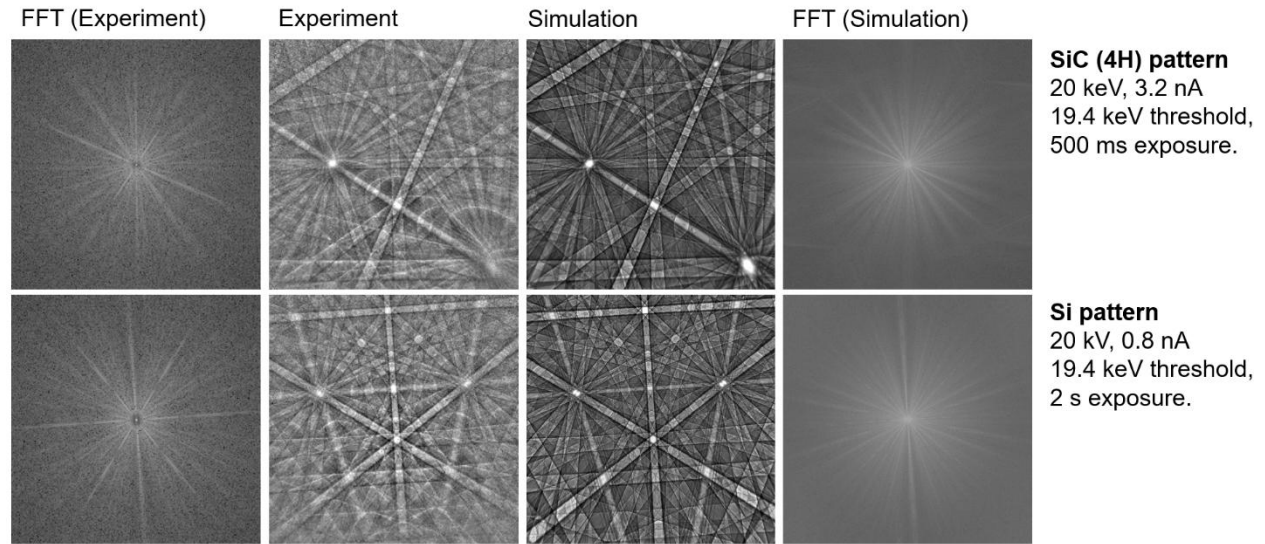 FFT (Experiment)
Experiment
Simulation
FFT (Simulation)
SiC (4H) pattern
20 keV, 3.2 nA
19.4 keV threshold,
500 ms exposure.
Si pattern
20 kV, 0.8 nA
19.4 keV threshold,
2 s exposure.